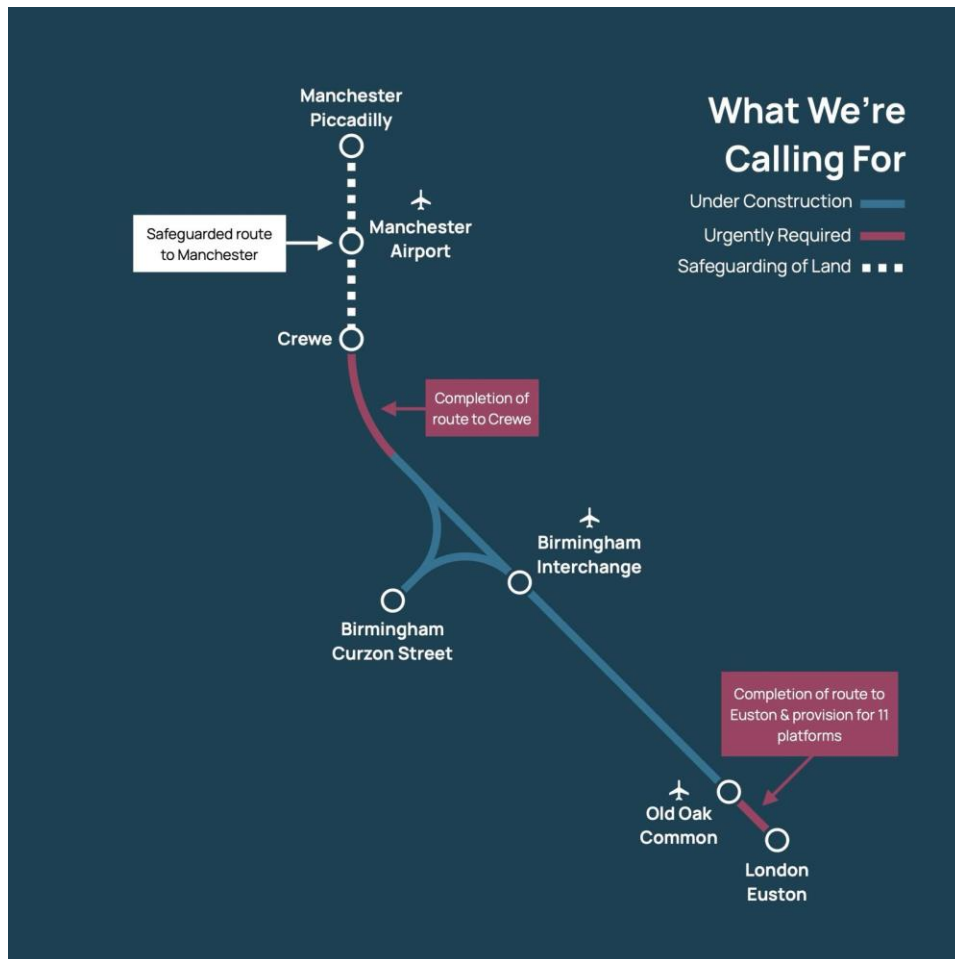 What We're
Calling For
Under Construction
Urgently Required
Safeguarding of Land
Manchester
Piccadilly
Safeguarded route
to Manchester
Manchester
Airport
Crewe
Completion of
route to Crewe
Birmingham
Interchange
Birmingham
Curzon Street
Completion of route to
Euston & provision for 11
platforms
Old Oak
Common
London
Euston